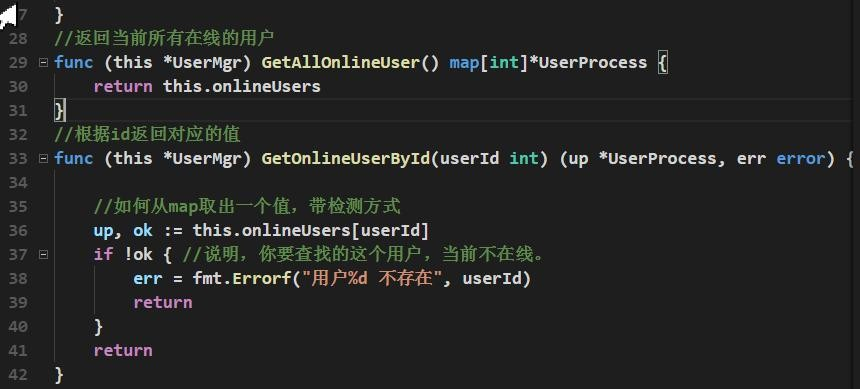 27 }
28 //返回当前所有在线的用户
29 func (this *UserMgr) GetAllOnlineUser() map[int]*UserProcess {
30     return this.onlineUsers
31 }
32 //根据id返回对应的值
33 func (this *UserMgr) GetOnlineUserById(userId int) (up *UserProcess, err error) {
34
35     //如何从map取出一个值，带检测方式
36     up, ok := this.onlineUsers[userId]
37     if !ok { //说明，你要查找的这个用户，当前不在线。
38         err = fmt.Errorf("用户%d 不存在", userId)
39         return
40     }
41     return
42 }